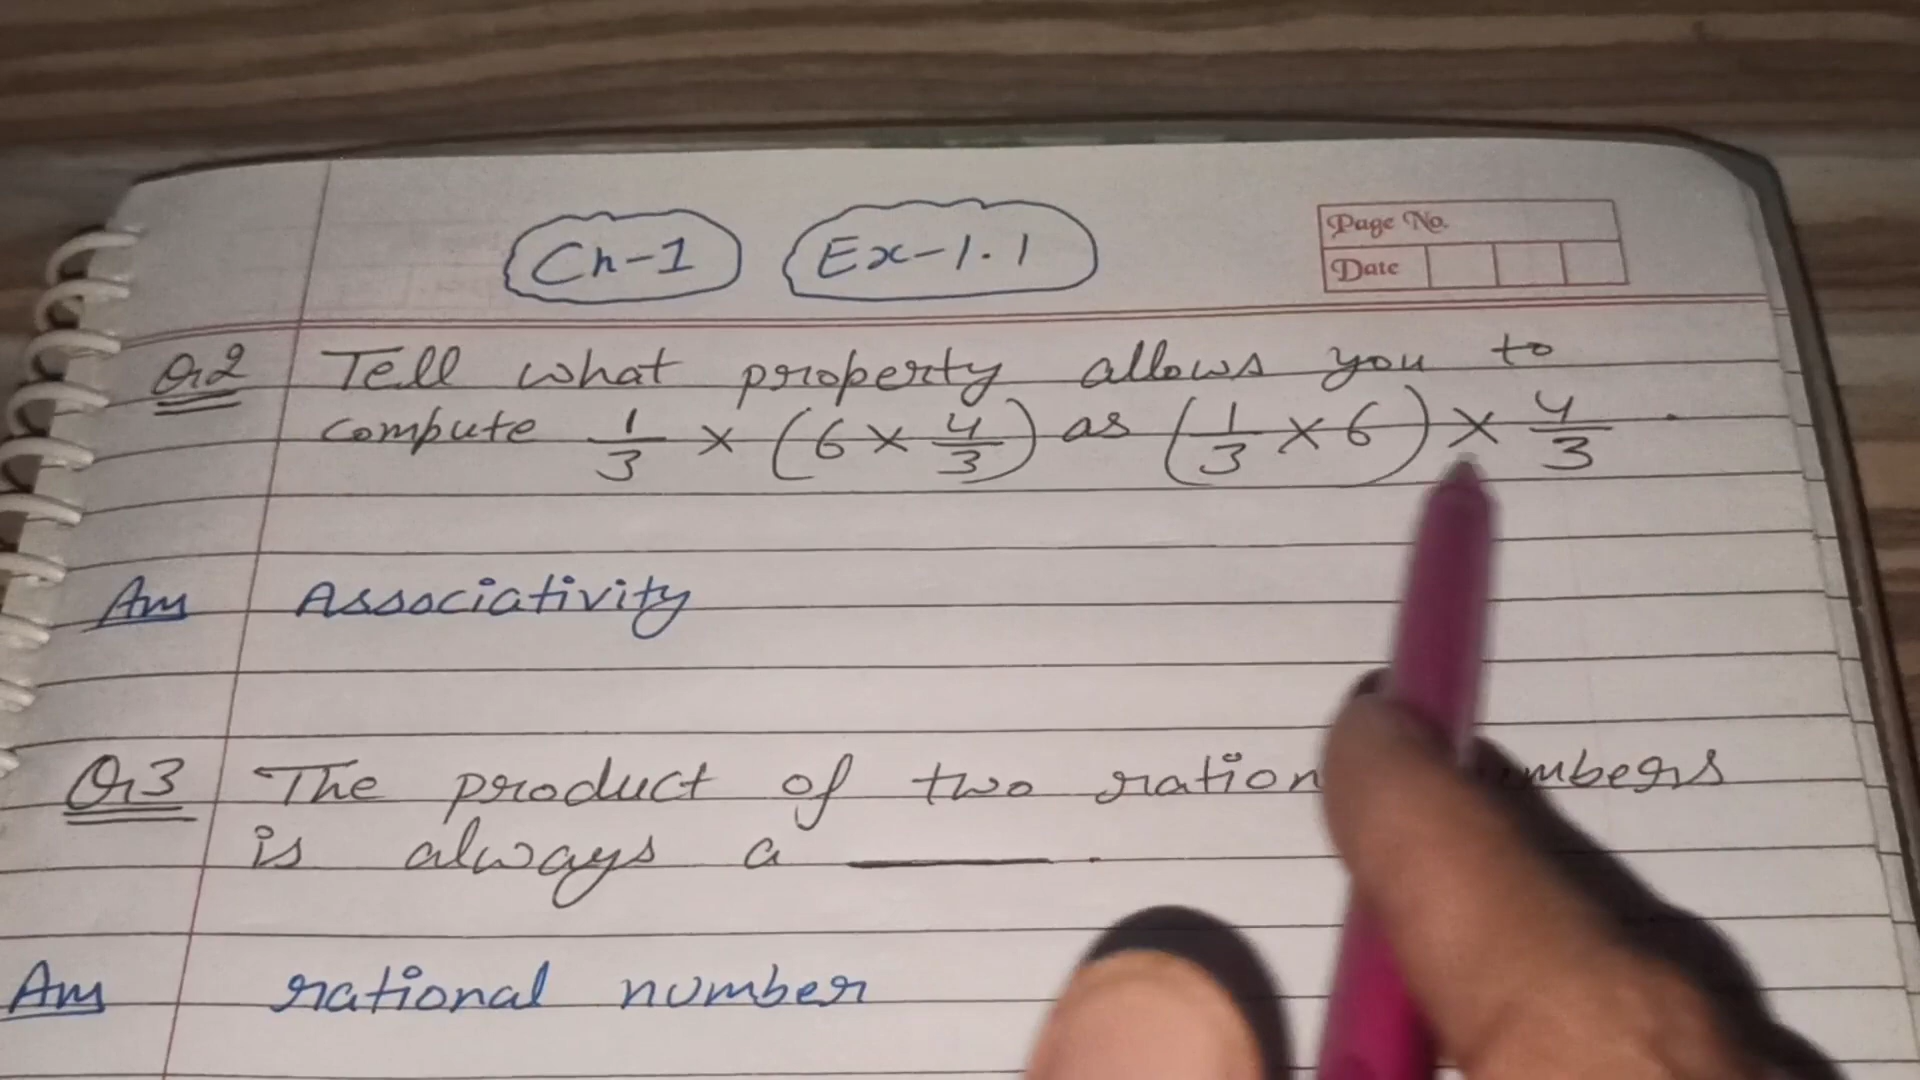 Ch-1 Ex-1.1
Page No.
Date
Q2 Tell what property allows you to
compute 1/3 × (6 × 4/3) as (1/3 × 6) × 4/3.
Ans Associativity
Q3 The product of two ration mbers
is always a ______.
Ans rational number